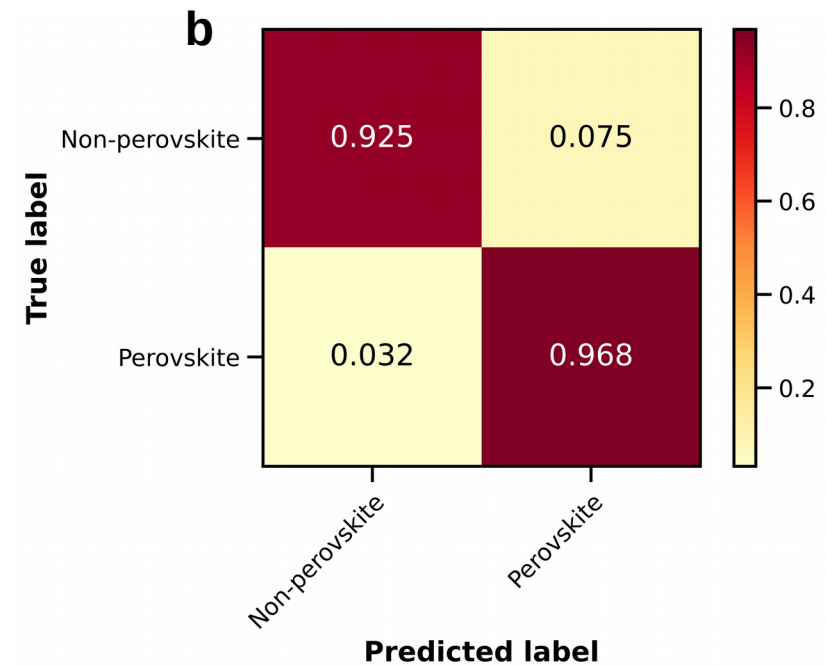 b
Non-perovskite
0.925
0.075
0.8
0.6
True label
0.4
Perovskite
0.032
0.968
0.2
Non-perovskite
Perovskite
Predicted label